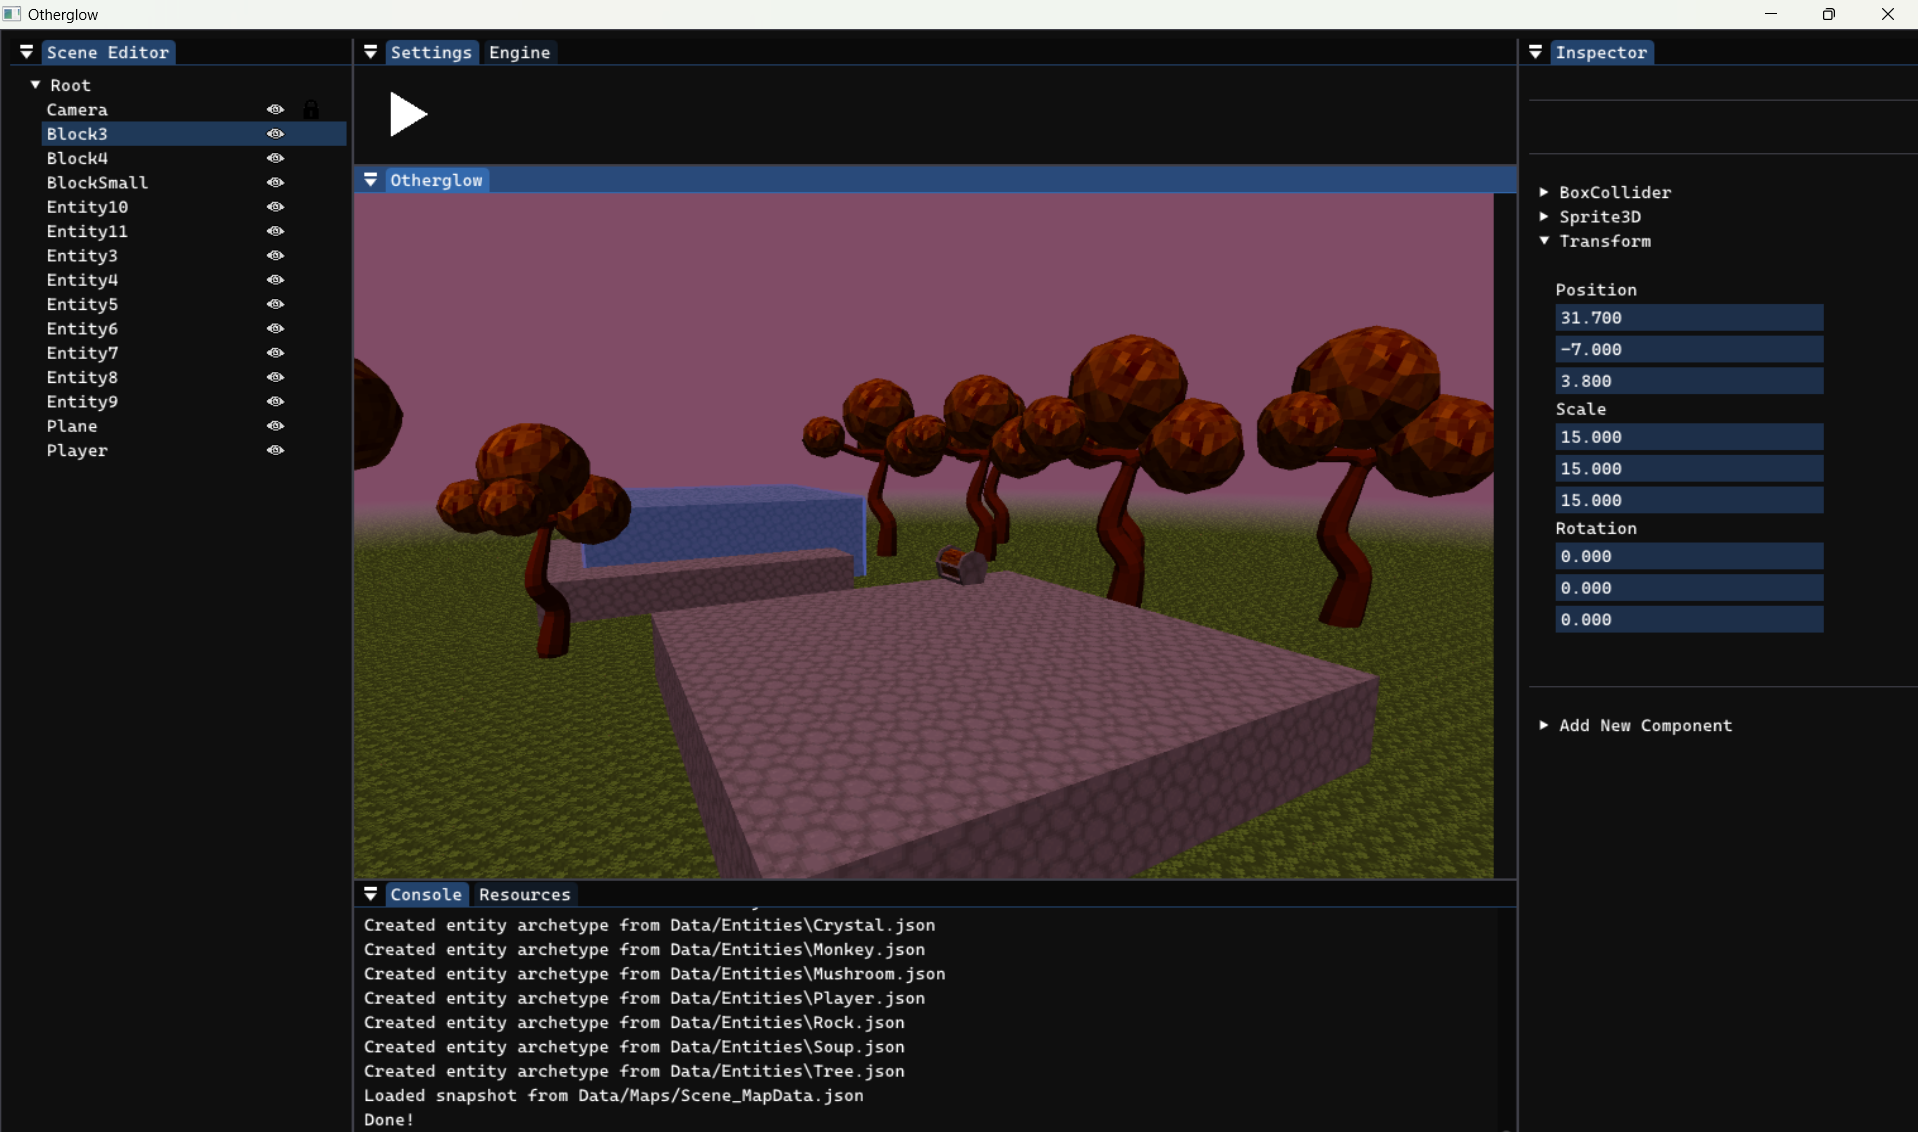 Otherglow
Scene Editor
Root
Camera
Block3
Block4
BlockSmall
Entity10
Entity11
Entity3
Entity4
Entity5
Entity6
Entity7
Entity8
Entity9
Plane
Player
Settings Engine
Otherglow
Console Resources
Created entity archetype from Data/Entities\Crystal.json
Created entity archetype from Data/Entities\Monkey.json
Created entity archetype from Data/Entities\Mushroom.json
Created entity archetype from Data/Entities\Player.json
Created entity archetype from Data/Entities\Rock.json
Created entity archetype from Data/Entities\Soup.json
Created entity archetype from Data/Entities\Tree.json
Loaded snapshot from Data/Maps/Scene_MapData.json
Done!
Inspector
BoxCollider
Sprite3D
Transform
Position
31.700
-7.000
3.800
Scale
15.000
15.000
15.000
Rotation
0.000
0.000
0.000
Add New Component